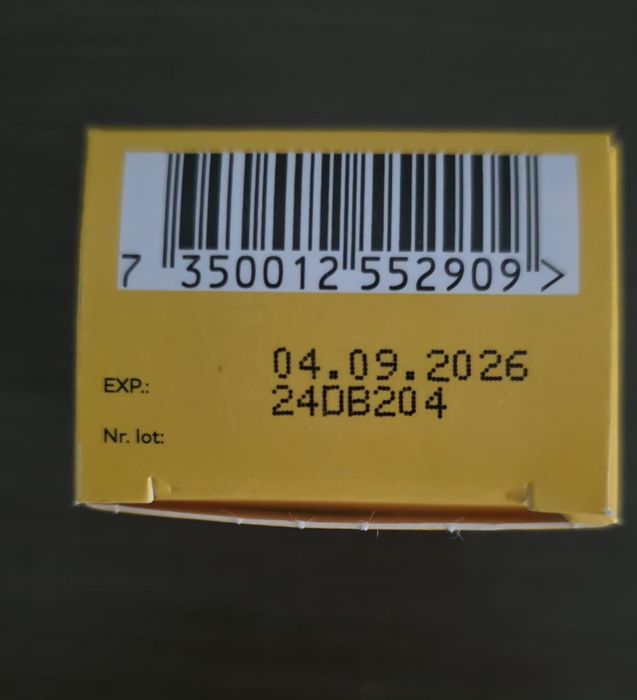 7 350012 552909 >
04.09.2026
EXP.:
24DB204
Nr. lot: